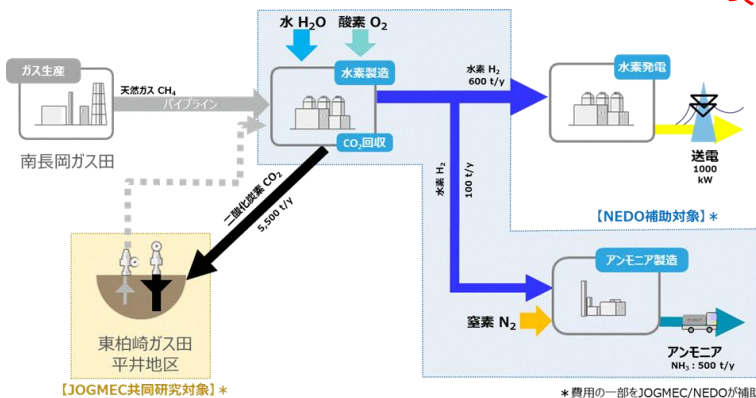 水 H₂O
酸素 O₂
ガス生産
天然ガス CH₄
パイプライン
南長岡ガス田
水素製造
CO₂回収
水素 H₂
600 t/y
水素発電
送電
1000
kW
二酸化炭素 CO₂
5,500 t/y
水素 H₂
100 t/y
【NEDO補助対象】*
アンモニア製造
窒素 N₂
アンモニア
アンモニア
NH₃：500 t/y
東柏崎ガス田
平井地区
【JOGMEC共同研究対象】*
*費用の一部をJOGMEC/NEDOが補助